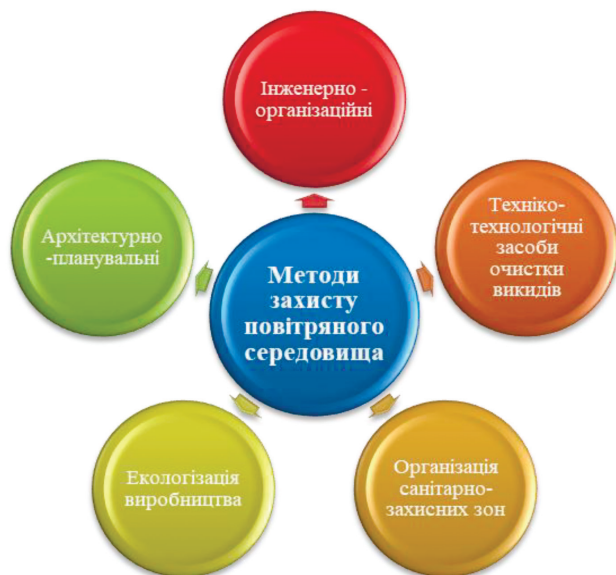 Інженерно -
організаційні
Архітектурно
-планувальні
Техніко-
технологічні
засоби
очистки
викидів
Методи
захисту
повітряного
середовища
Екологізація
виробництва
Організація
санітарно-
захисних зон